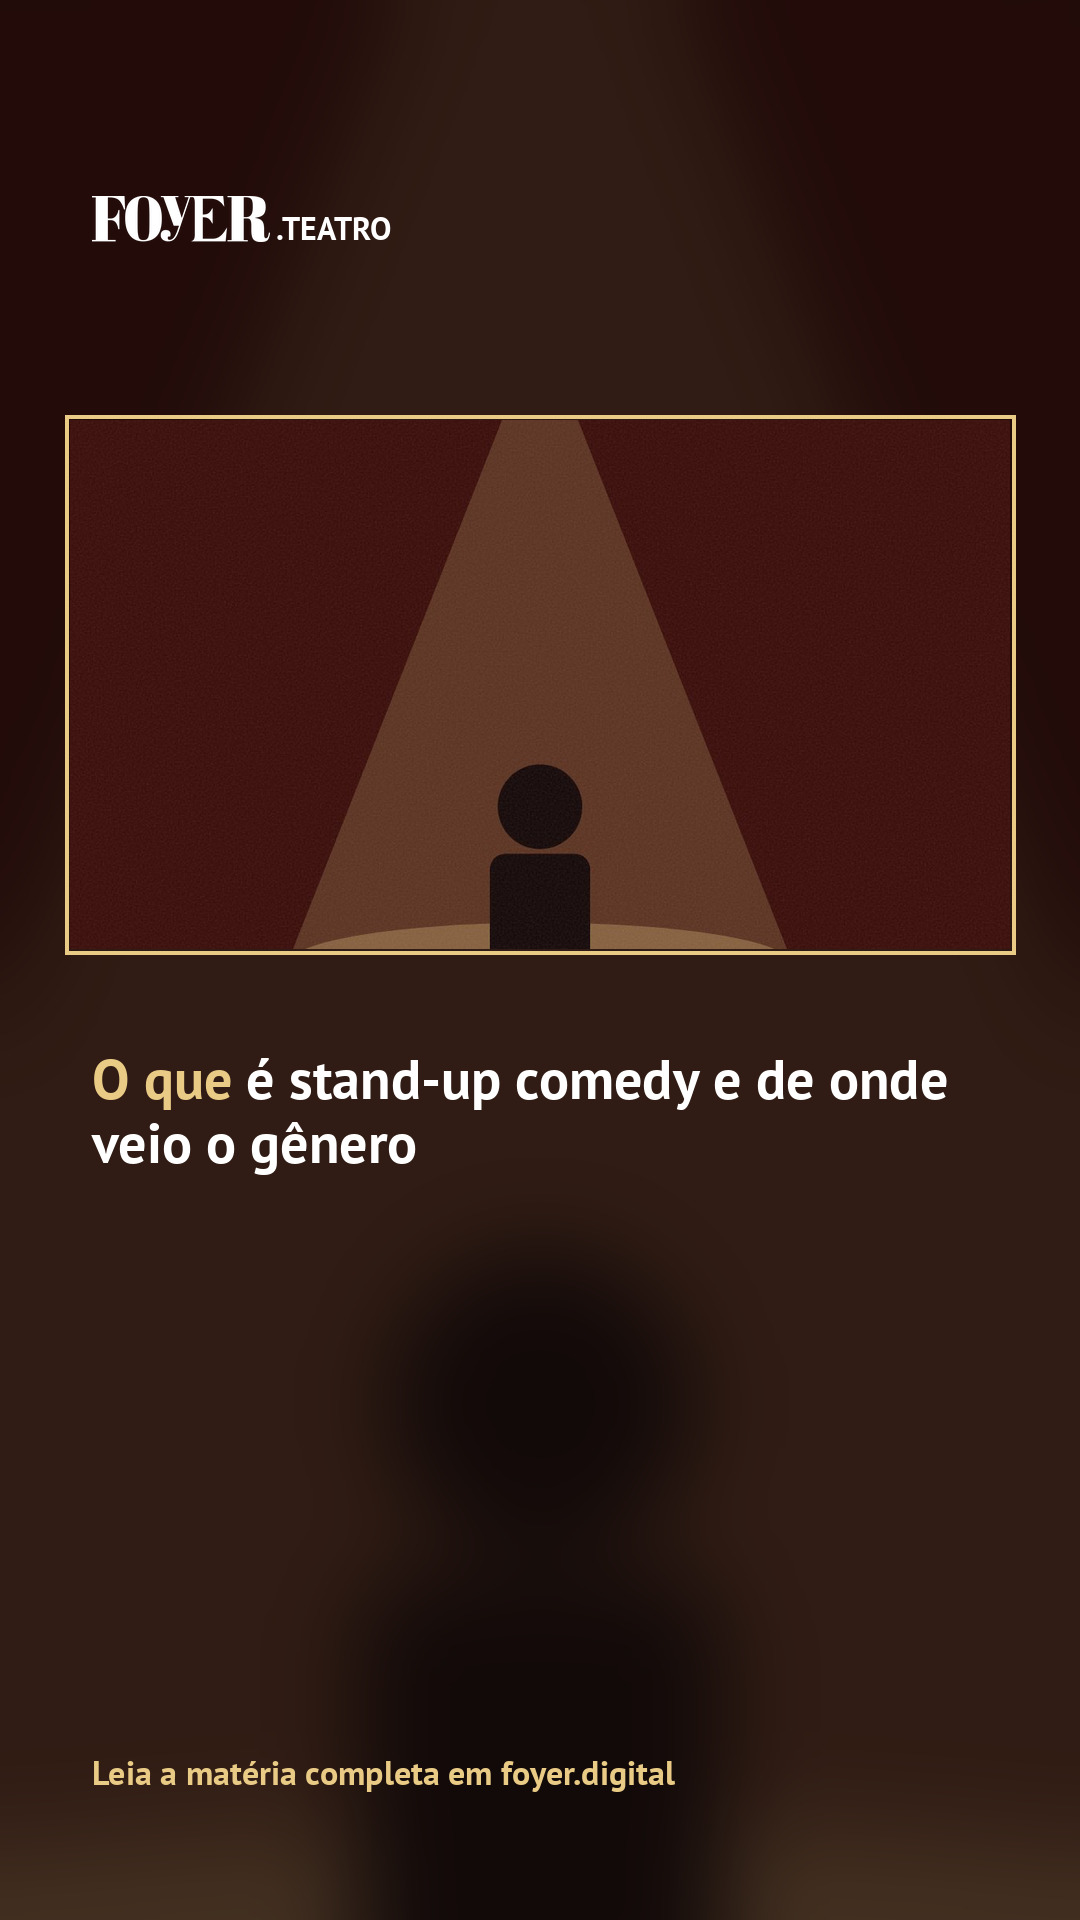 FOYER .TEATRO
O que é stand-up comedy e de onde
veio o gênero
Leia a matéria completa em foyer.digital